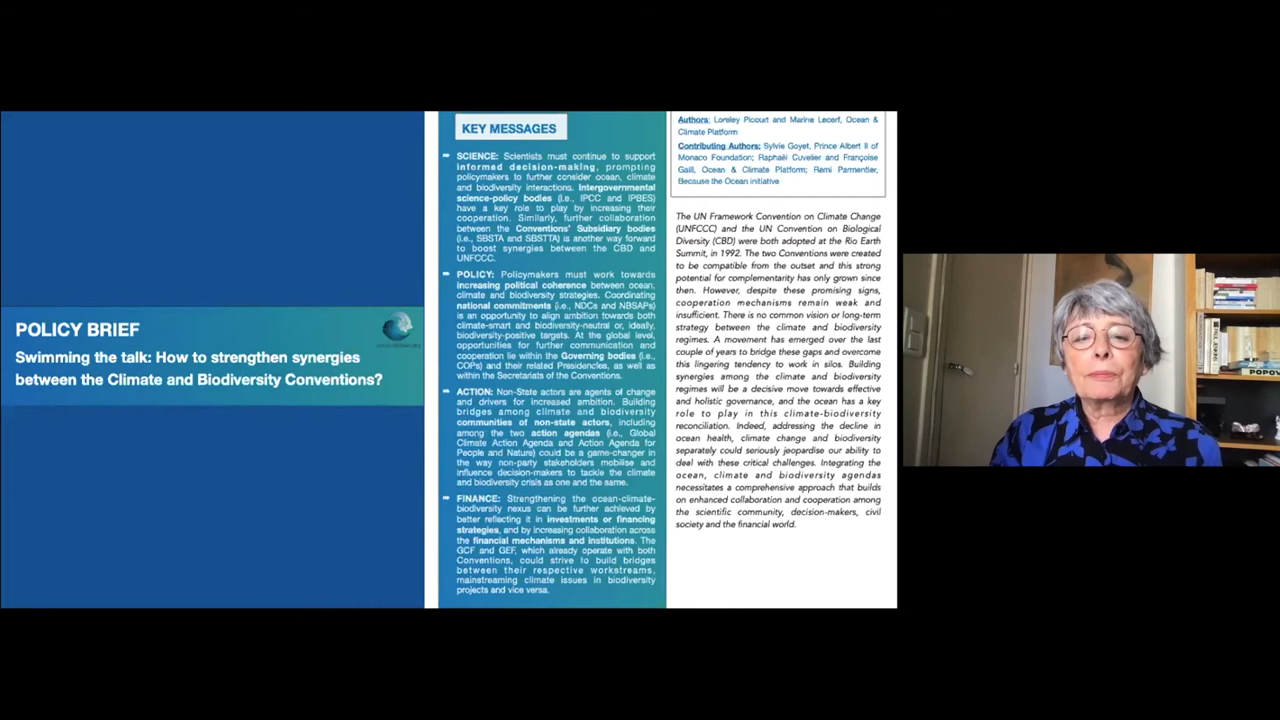 POLICY BRIEF
Swimming the talk: How to strengthen synergies
between the Climate and Biodiversity Conventions?
KEY MESSAGES
SCIENCE: Scientists must continue to support
informed decision-making, prompting
policymakers to further consider ocean, climate
and biodiversity interactions. Intergovernmental
science-policy bodies (i.e., IPCC and IPBES)
have a key role to play by increasing their
cooperation. Similarly, further collaboration
between the Conventions' Subsidiary bodies
(i.e., SBSTA and SBSTTA) is another way forward
to boost synergies between the CBD and
UNFCCC.
POLICY: Policymakers must work towards
increasing political coherence between ocean,
climate and biodiversity strategies. Coordinating
national commitments (i.e., NDCs and NBSAPs)
is an opportunity to align ambition towards both
climate-smart and biodiversity-neutral or, ideally,
biodiversity-positive targets. At the global level,
opportunities for further communication and
cooperation lie within the Governing bodies (i.e.,
COPs) and their related Presidencies, as well as
within the Secretariats of the Conventions.
ACTION: Non-State actors are agents of change
and drivers for increased ambition. Building
bridges among climate and biodiversity
communities of non-state actors, including
among the two action agendas (i.e., Global
Climate Action Agenda and Action Agenda for
People and Nature) could be a game-changer in
the way non-party stakeholders mobilise and
influence decision-makers to tackle the climate
and biodiversity crisis as one and the same.
FINANCE: Strengthening the ocean-climate-
biodiversity nexus can be further achieved by
better reflecting it in investments or financing
strategies, and by increasing collaboration across
the financial mechanisms and institutions. The
GCF and GEF, which already operate with both
Conventions, could strive to build bridges
between their respective workstreams,
mainstreaming climate issues in biodiversity
projects and vice versa.
Authors: Loreley Picourt and Marine Lecerf, Ocean &
Climate Platform
Contributing Authors: Sylvie Goyet, Prince Albert II of
Monaco Foundation; Raphaël Cuvelier and Françoise
Gaill, Ocean & Climate Platform; Remi Parmentier,
Because the Ocean initiative
The UN Framework Convention on Climate Change
(UNFCCC) and the UN Convention on Biological
Diversity (CBD) were both adopted at the Rio Earth
Summit, in 1992. The two Conventions were created
to be compatible from the outset and this strong
potential for complementarity has only grown since
then. However, despite these promising signs,
cooperation mechanisms remain weak and
insufficient. There is no common vision or long-term
strategy between the climate and biodiversity
regimes. A movement has emerged over the last
couple of years to bridge these gaps and overcome
this lingering tendency to work in silos. Building
synergies among the climate and biodiversity
regimes will be a decisive move towards effective
and holistic governance, and the ocean has a key
role to play in this climate-biodiversity
reconciliation. Indeed, addressing the decline in
ocean health, climate change and biodiversity
separately could seriously jeopardise our ability to
deal with these critical challenges. Integrating the
ocean, climate and biodiversity agendas
necessitates a comprehensive approach that builds
on enhanced collaboration and cooperation among
the scientific community, decision-makers, civil
society and the financial world.
POPOV